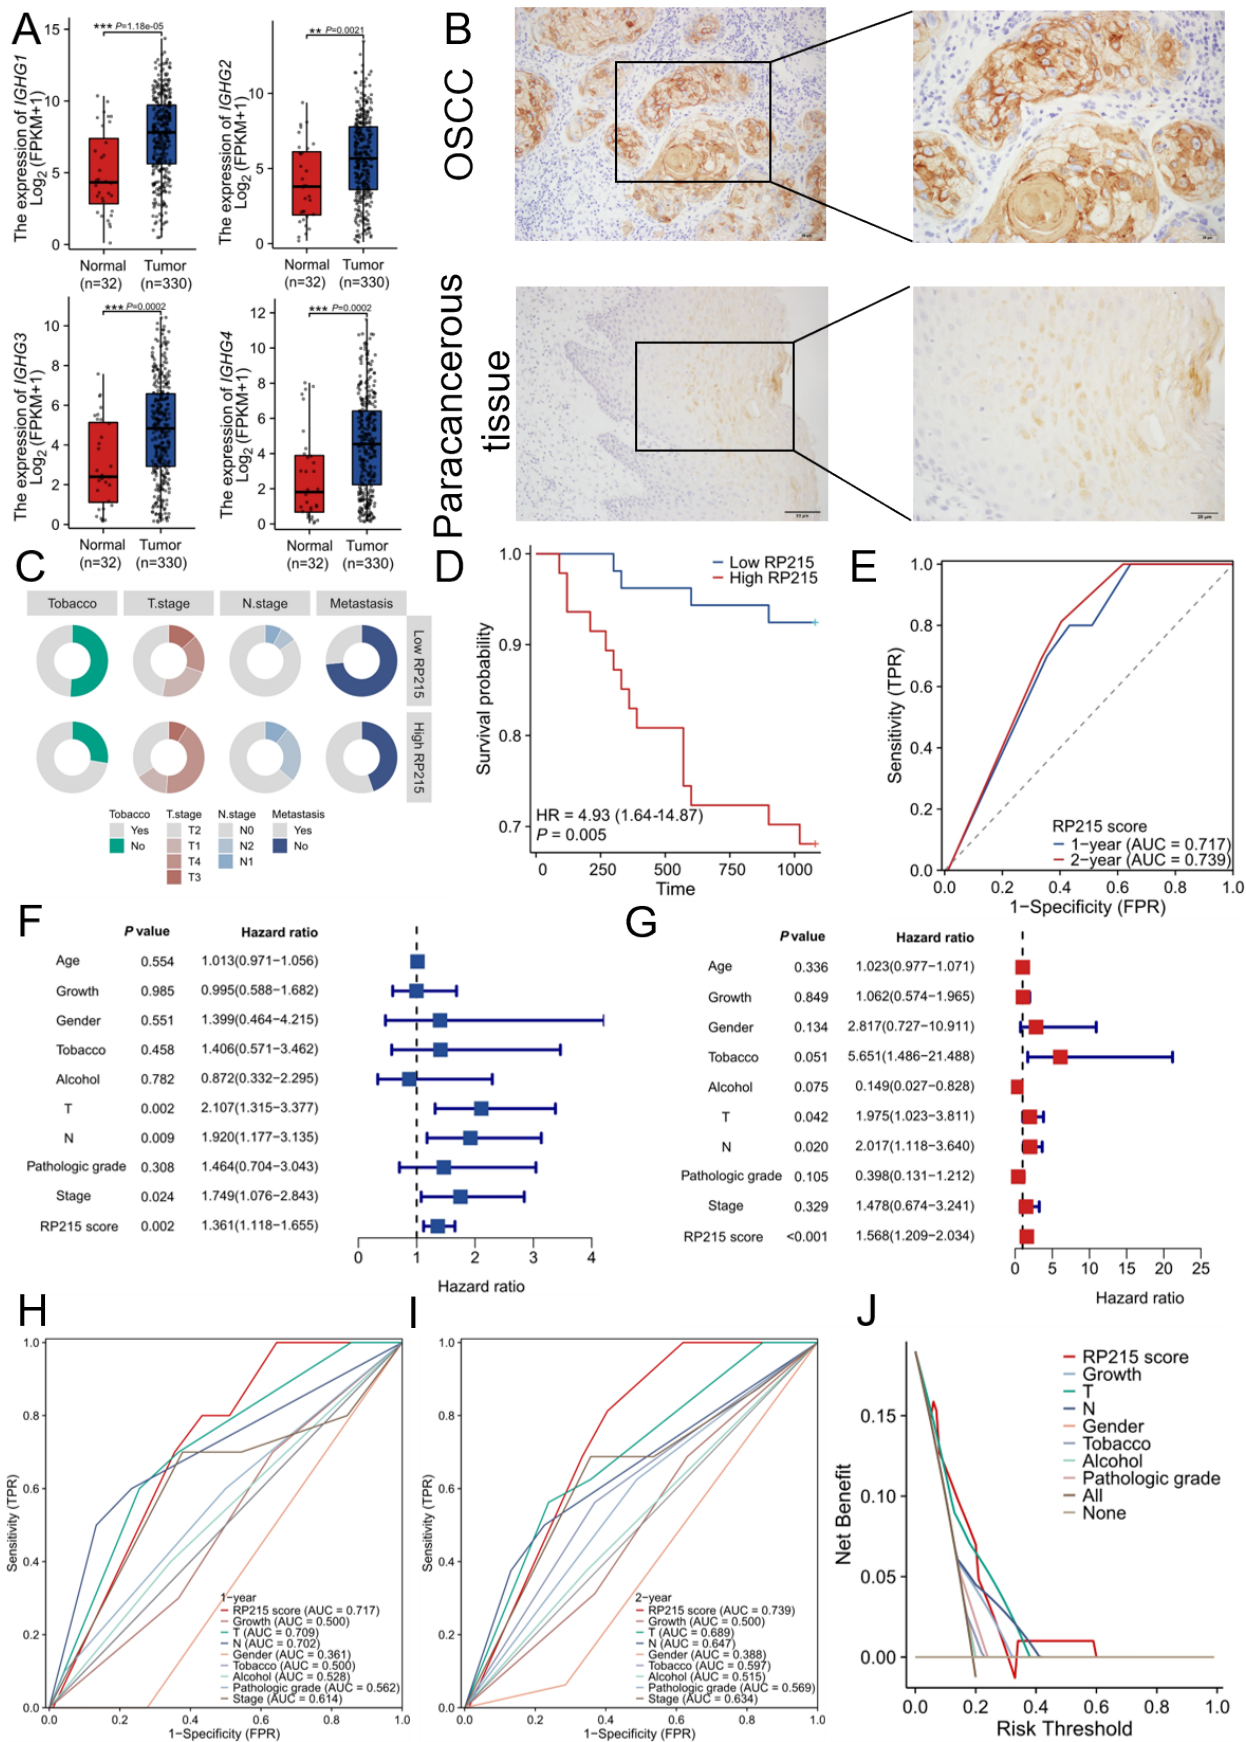 A
*** P=1.18e-05
The expression of IGHG1
Log2 (FPKM+1)
15
10
5
0
Normal
(n=32)
Tumor
(n=330)
** P=0.0021
The expression of IGHG2
Log2 (FPKM+1)
10
5
0
Normal
(n=32)
Tumor
(n=330)
*** P=0.0002
The expression of IGHG3
Log2 (FPKM+1)
10
8
6
4
2
0
Normal
(n=32)
Tumor
(n=330)
*** P=0.0002
The expression of IGHG4
Log2 (FPKM+1)
12
10
8
6
4
2
0
Normal
(n=32)
Tumor
(n=330)
B
OSCC
Paracancerous
tissue
C
Tobacco
T.stage
N.stage
Metastasis
Low RP215
High RP215
Tobacco
Yes
No
T.stage
T2
T1
T4
T3
N.stage
N0
N2
N1
Metastasis
Yes
No
D
Low RP215
High RP215
Survival probability
1.0
0.9
0.8
0.7
HR = 4.93 (1.64-14.87)
P = 0.005
0
250
500
750
1000
Time
E
Sensitivity (TPR)
1.0
0.8
0.6
0.4
0.2
0.0
RP215 score
1-year (AUC = 0.717)
2-year (AUC = 0.739)
0.0
0.2
0.4
0.6
0.8
1.0
1−Specificity (FPR)
F
P value Hazard ratio
Age 0.554 1.013(0.971−1.056)
Growth 0.985 0.995(0.588−1.682)
Gender 0.551 1.399(0.464−4.215)
Tobacco 0.458 1.406(0.571−3.462)
Alcohol 0.782 0.872(0.332−2.295)
T 0.002 2.107(1.315−3.377)
N 0.009 1.920(1.177−3.135)
Pathologic grade 0.308 1.464(0.704−3.043)
Stage 0.024 1.749(1.076−2.843)
RP215 score 0.002 1.361(1.118−1.655)
0 1 2 3 4
Hazard ratio
G
P value Hazard ratio
Age 0.336 1.023(0.977−1.071)
Growth 0.849 1.062(0.574−1.965)
Gender 0.134 2.817(0.727−10.911)
Tobacco 0.051 5.651(1.486−21.488)
Alcohol 0.075 0.149(0.027−0.828)
T 0.042 1.975(1.023−3.811)
N 0.020 2.017(1.118−3.640)
Pathologic grade 0.105 0.398(0.131−1.212)
Stage 0.329 1.478(0.674−3.241)
RP215 score <0.001 1.568(1.209−2.034)
0 5 10 15 20 25
Hazard ratio
H
Sensitivity (TPR)
1.0
0.8
0.6
0.4
0.2
0.0
1−year
RP215 score (AUC = 0.717)
Growth (AUC = 0.500)
T (AUC = 0.709)
N (AUC = 0.702)
Gender (AUC = 0.361)
Tobacco (AUC = 0.500)
Alcohol (AUC = 0.528)
Pathologic grade (AUC = 0.562)
Stage (AUC = 0.614)
0.0 0.2 0.4 0.6 0.8 1.0
1−Specificity (FPR)
I
Sensitivity (TPR)
1.0
0.8
0.6
0.4
0.2
0.0
2−year
RP215 score (AUC = 0.739)
Growth (AUC = 0.500)
T (AUC = 0.689)
N (AUC = 0.647)
Gender (AUC = 0.388)
Tobacco (AUC = 0.597)
Alcohol (AUC = 0.515)
Pathologic grade (AUC = 0.569)
Stage (AUC = 0.634)
0.0 0.2 0.4 0.6 0.8 1.0
1−Specificity (FPR)
J
Net Benefit
0.15
0.10
0.05
0.00
RP215 score
Growth
T
N
Gender
Tobacco
Alcohol
Pathologic grade
All
None
0.0 0.2 0.4 0.6 0.8 1.0
Risk Threshold